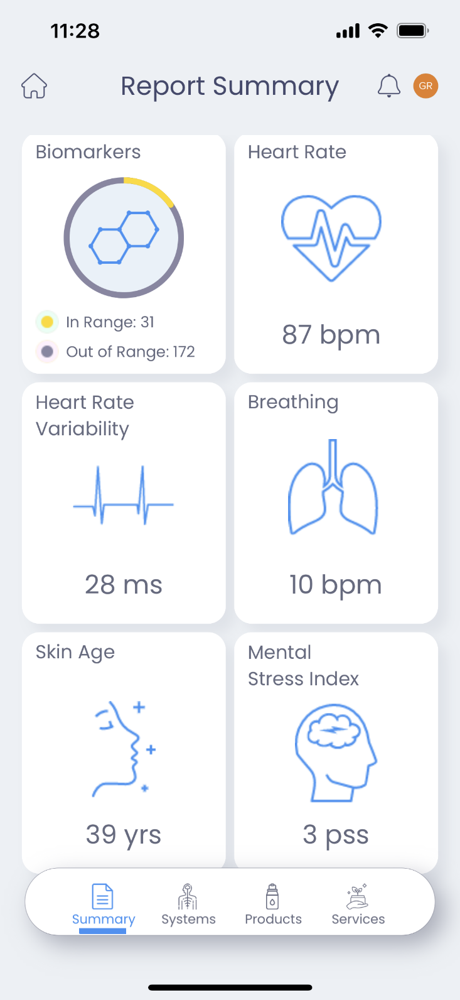 11:28
Report Summary
GR
Biomarkers
In Range: 31
Out of Range: 172
Heart Rate
87 bpm
Heart Rate
Variability
28 ms
Breathing
10 bpm
Skin Age
39 yrs
Mental
Stress Index
3 pss
Summary
Systems
Products
Services